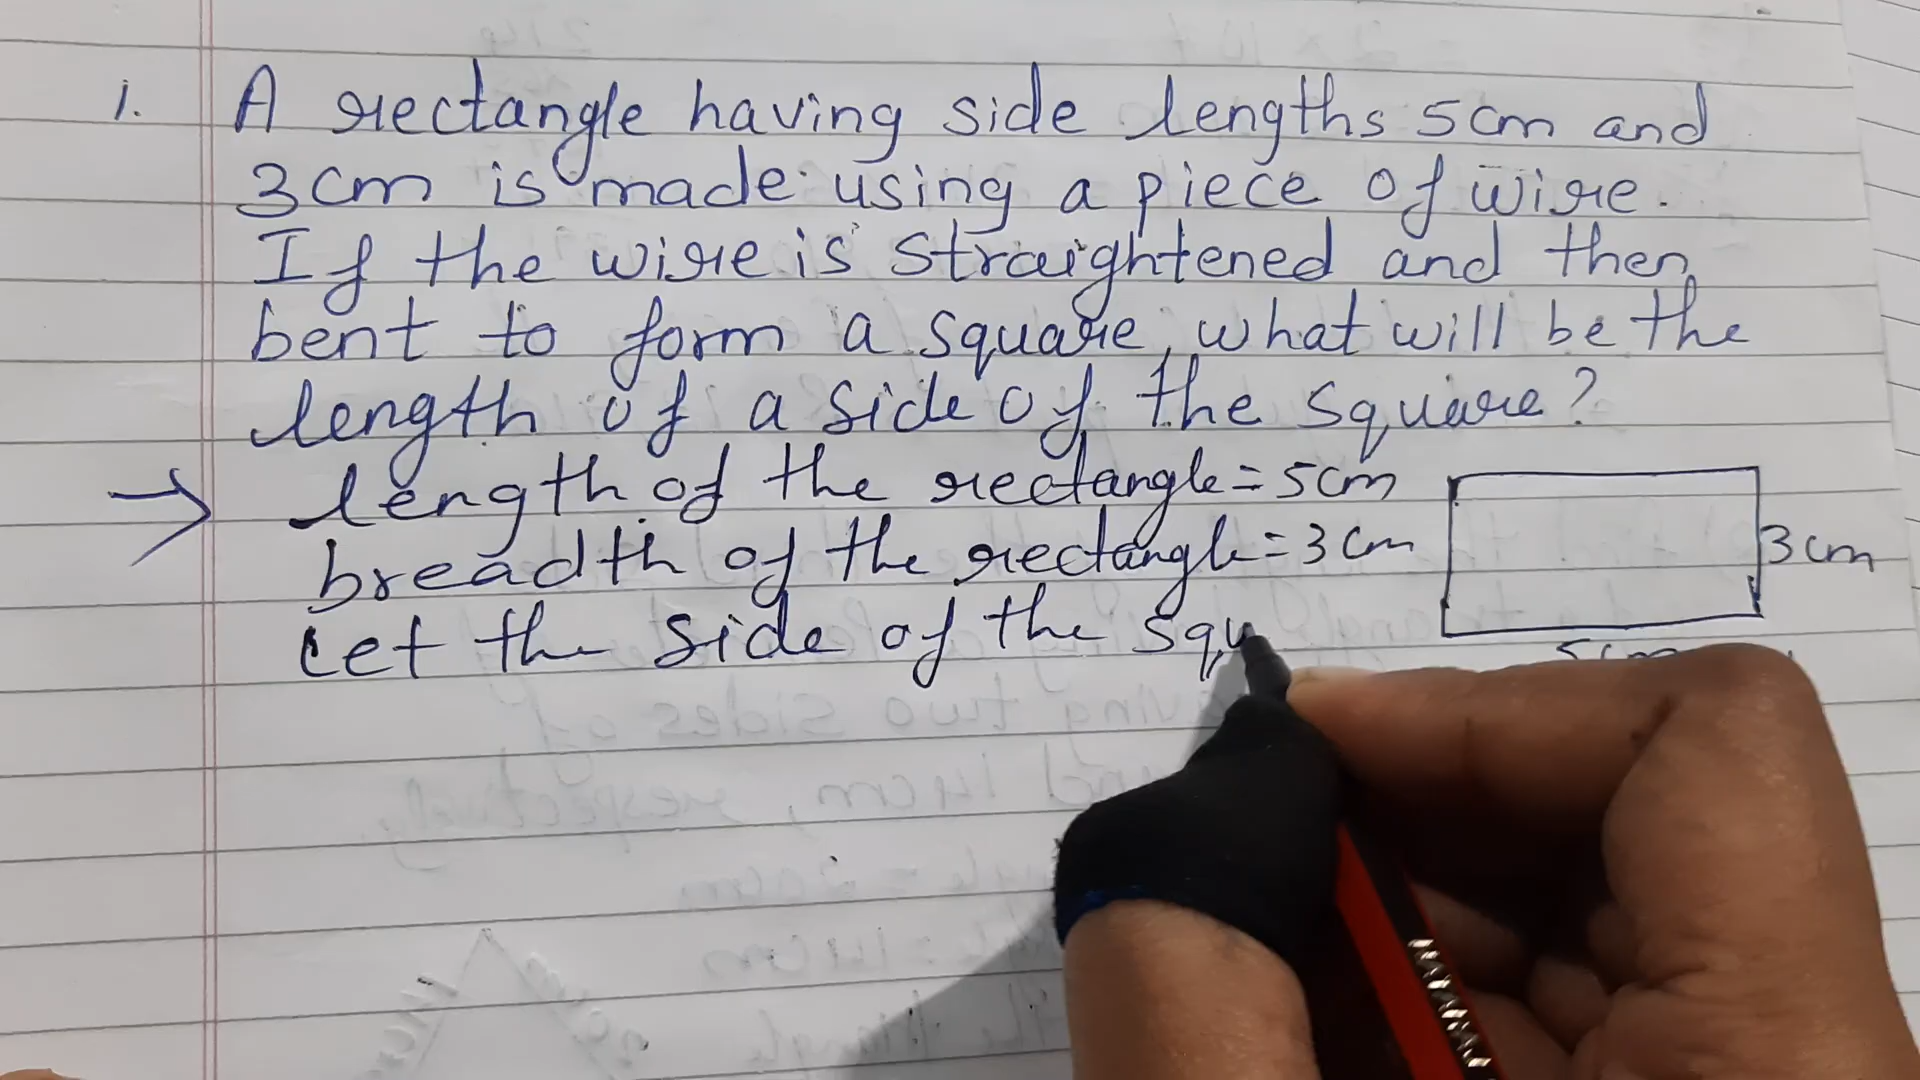 1. A rectangle having side lengths 5cm and
3cm is made using a piece of wire.
If the wire is straightened and then
bent to form a square, what will be the
length of a side of the square?
→ length of the rectangle = 5cm
breadth of the rectangle = 3cm
Let the side of the squ
3cm
5cm
NATARAJ